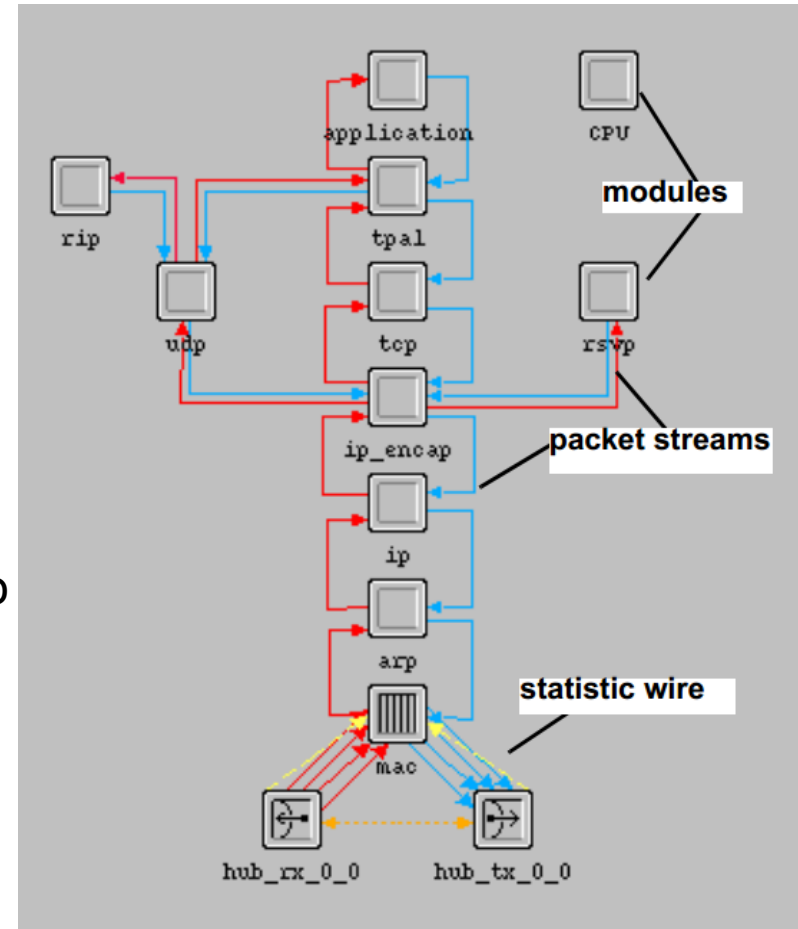 application
CPU
modules
rip
tpal
udp
tcp
rsvp
packet streams
ip_encap
ip
arp
statistic wire
mac
hub_rx_0_0
hub_tx_0_0